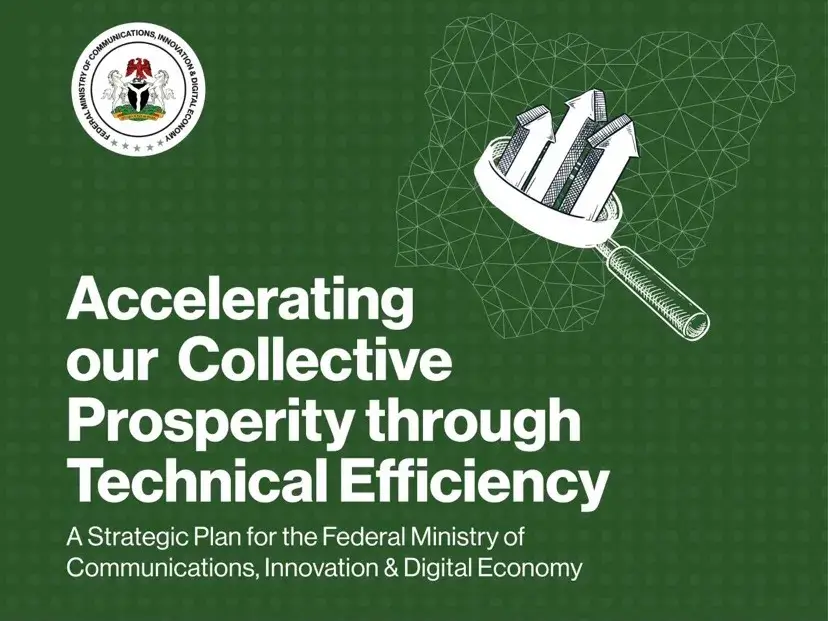 FEDERAL MINISTRY OF COMMUNICATIONS, INNOVATION & DIGITAL ECONOMY
Accelerating
our Collective
Prosperity through
Technical Efficiency
A Strategic Plan for the Federal Ministry of
Communications, Innovation & Digital Economy